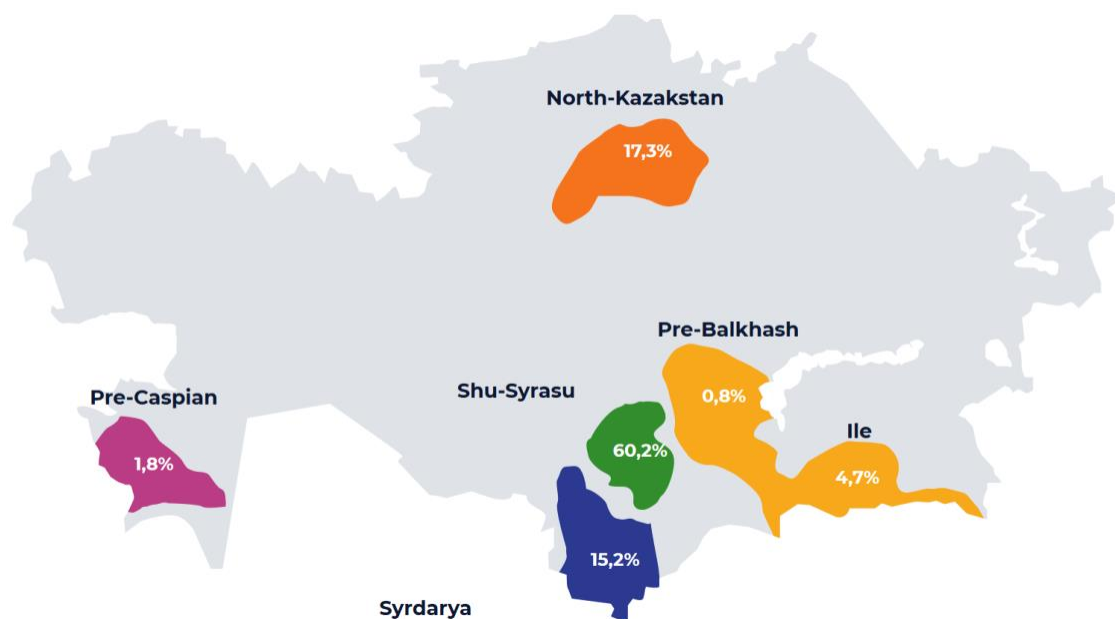 North-Kazakstan
17,3%
Pre-Balkhash
Pre-Caspian
Shu-Syrasu
0,8%
Ile
1,8%
60,2%
4,7%
15,2%
Syrdarya